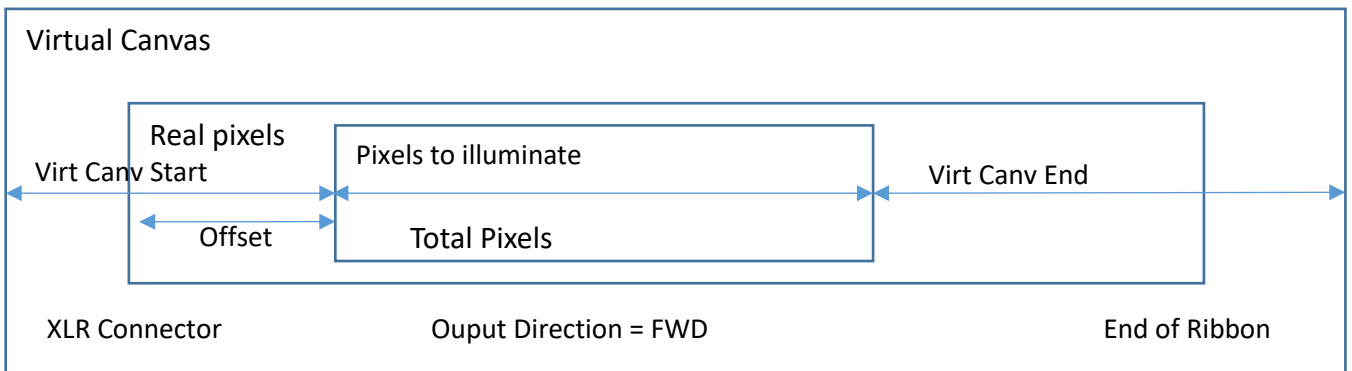 Virtual Canvas
Real pixels
Pixels to illuminate
Virt Canv Start
Virt Canv End
Offset
Total Pixels
XLR Connector
Ouput Direction = FWD
End of Ribbon